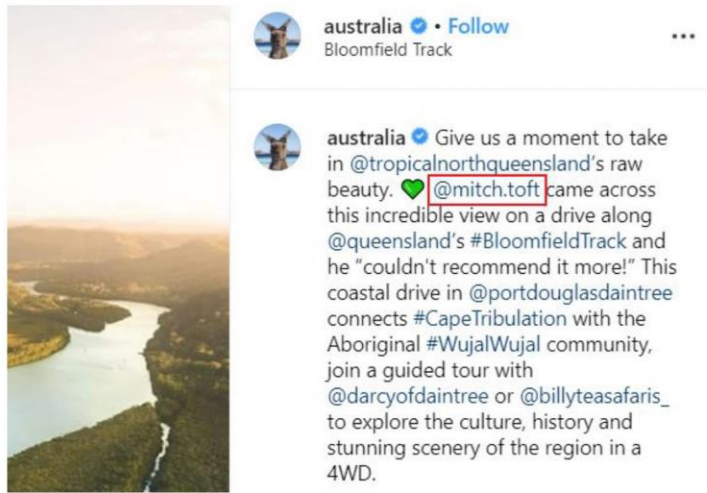 australia • Follow
Bloomfield Track
australia Give us a moment to take
in @tropicalnorthqueensland's raw
beauty. 💚 @mitch.toft came across
this incredible view on a drive along
@queensland's #BloomfieldTrack and
he “couldn't recommend it more!” This
coastal drive in @portdouglasdaintree
connects #CapeTribulation with the
Aboriginal #WujalWujal community,
join a guided tour with
@darcyofdaintree or @billyteasafaris_
to explore the culture, history and
stunning scenery of the region in a
4WD.